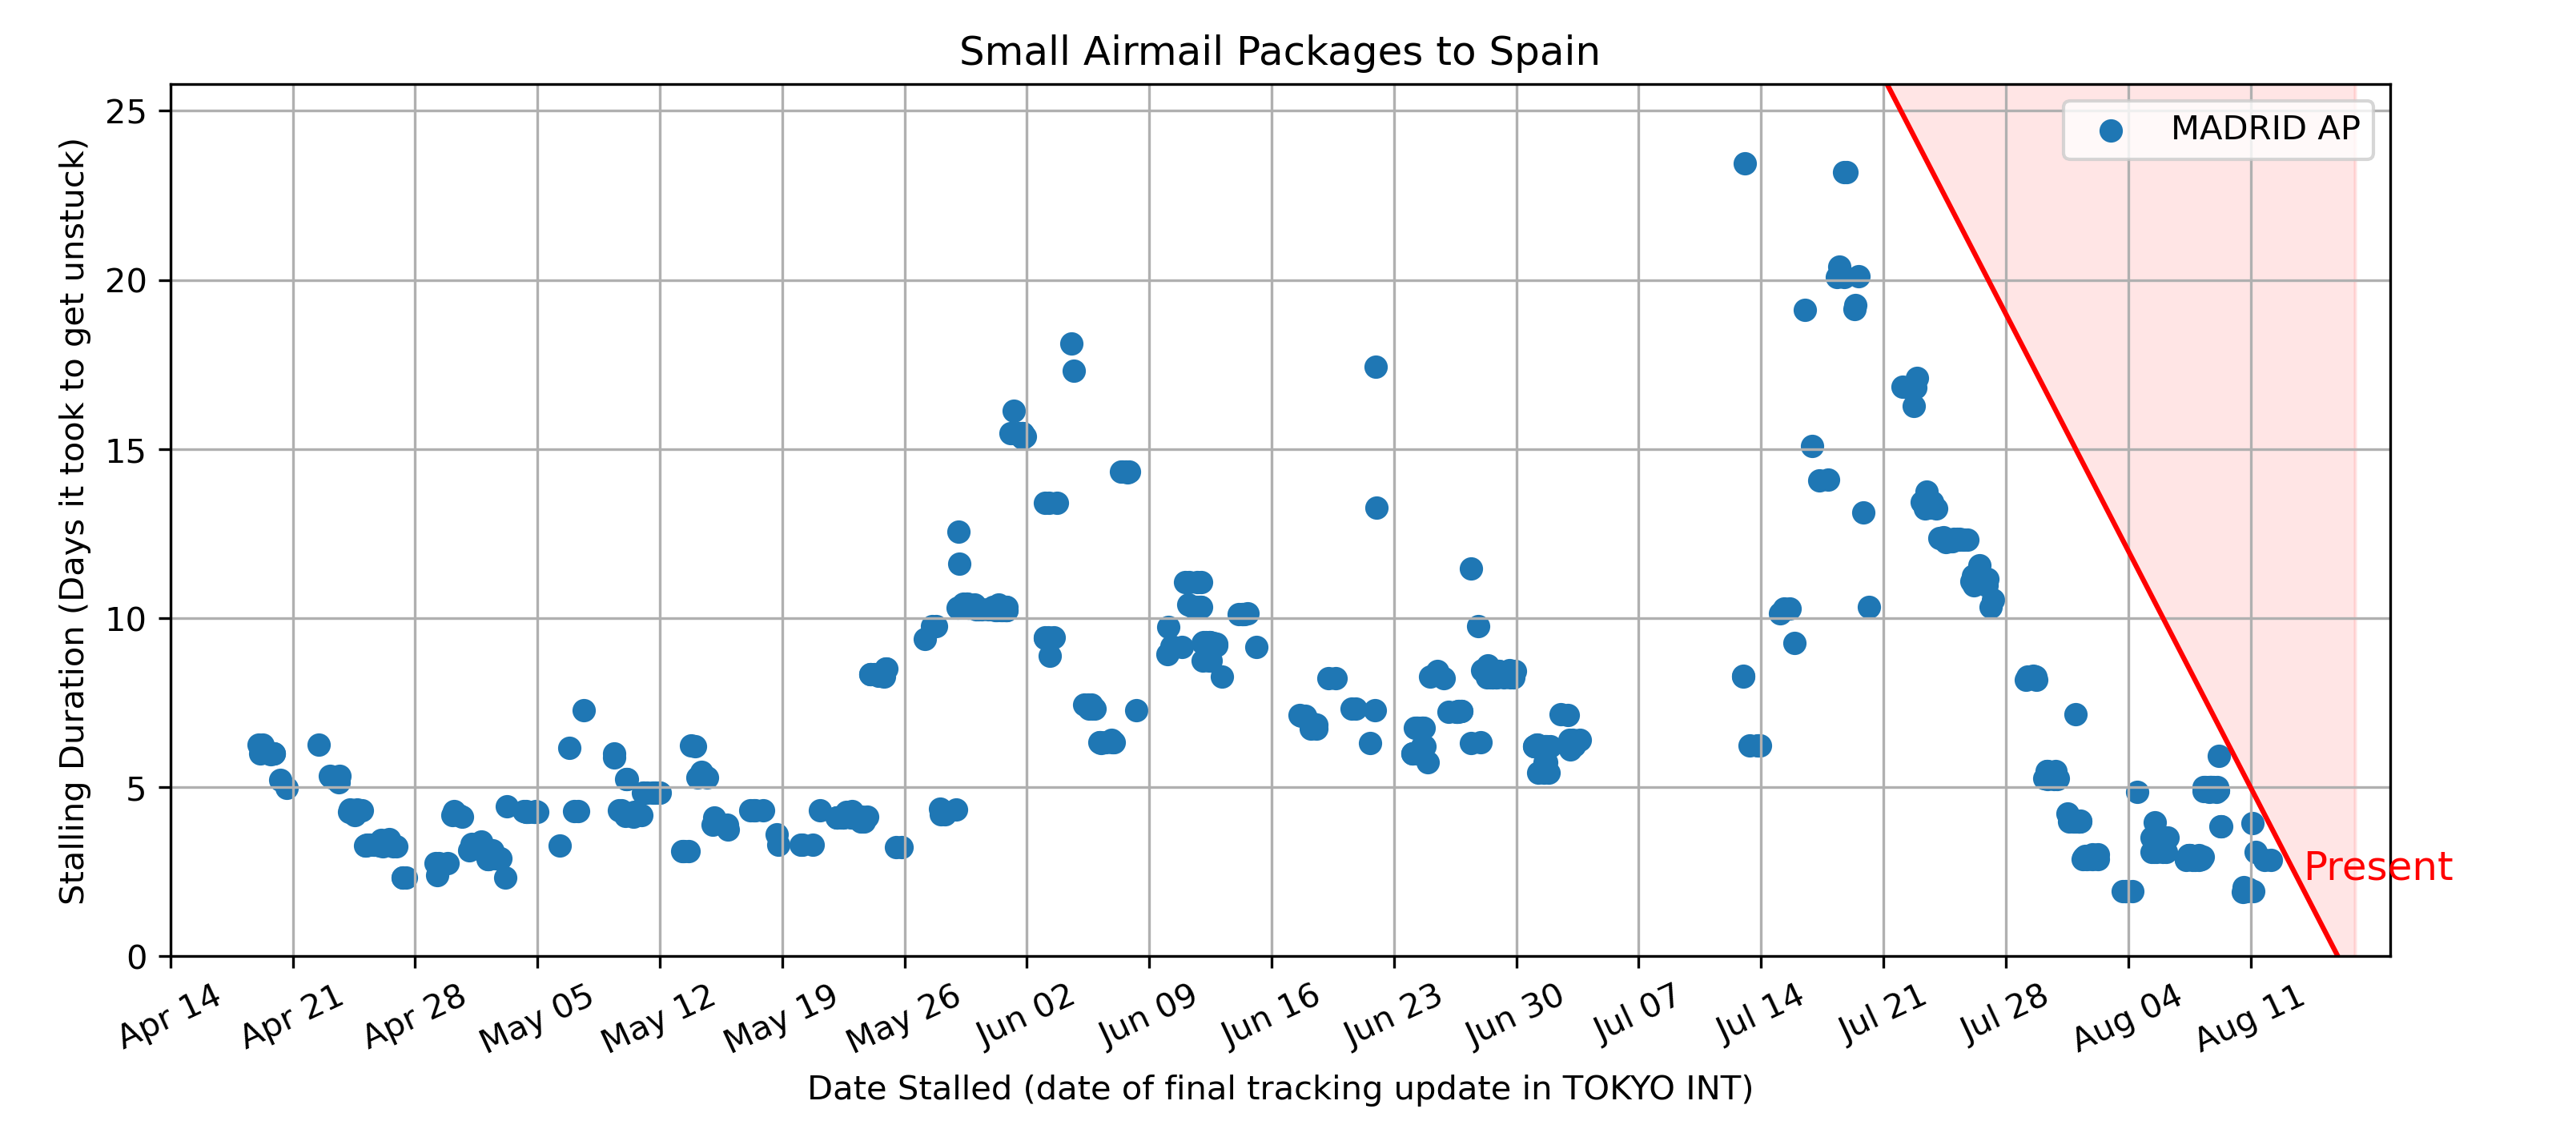 Small Airmail Packages to Spain
MADRID AP
Stalling Duration (Days it took to get unstuck)
25
20
15
10
5
0
Present
Apr 14
Apr 21
Apr 28
May 05
May 12
May 19
May 26
Jun 02
Jun 09
Jun 16
Jun 23
Jun 30
Jul 07
Jul 14
Jul 21
Jul 28
Aug 04
Aug 11
Date Stalled (date of final tracking update in TOKYO INT)